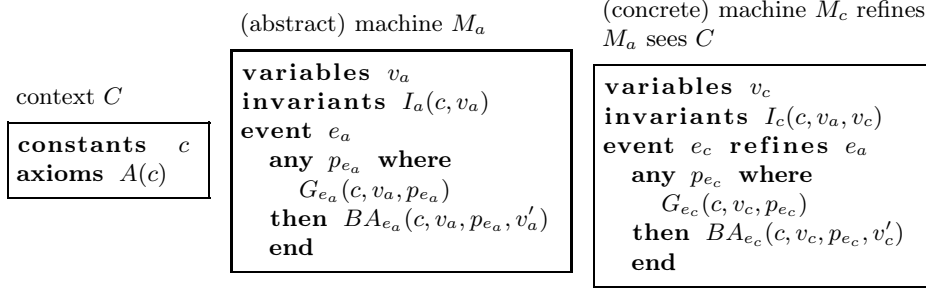 context C
constants c
axioms A(c)
(abstract) machine M_a
variables v_a
invariants I_a(c, v_a)
event e_a
any p_{e_a} where
G_{e_a}(c, v_a, p_{e_a})
then BA_{e_a}(c, v_a, p_{e_a}, v'_a)
end
(concrete) machine M_c refines
M_a sees C
variables v_c
invariants I_c(c, v_a, v_c)
event e_c refines e_a
any p_{e_c} where
G_{e_c}(c, v_c, p_{e_c})
then BA_{e_c}(c, v_c, p_{e_c}, v'_c)
end